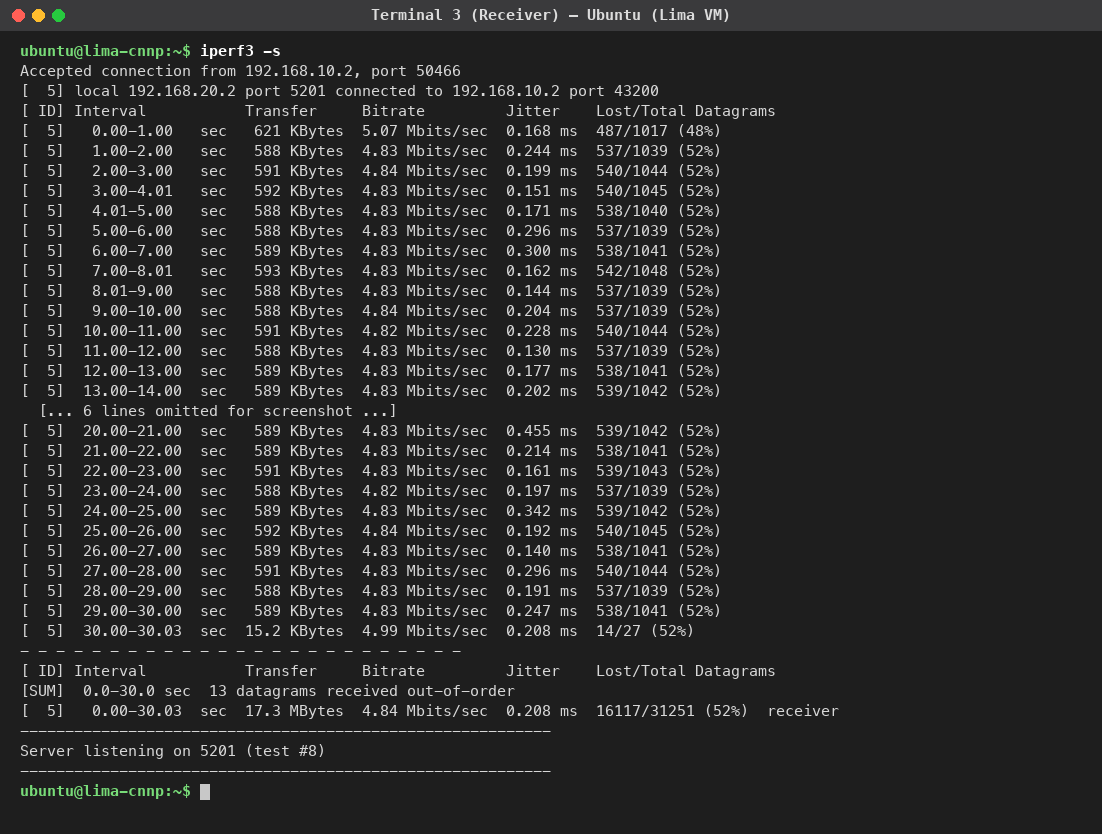 Terminal 3 (Receiver) — Ubuntu (Lima VM)
ubuntu@lima-cnnp:~$ iperf3 -s
Accepted connection from 192.168.10.2, port 50466
[  5] local 192.168.20.2 port 5201 connected to 192.168.10.2 port 43200
[ ID] Interval           Transfer     Bitrate         Jitter    Lost/Total Datagrams
[  5]   0.00-1.00   sec   621 KBytes  5.07 Mbits/sec  0.168 ms  487/1017 (48%)
[  5]   1.00-2.00   sec   588 KBytes  4.83 Mbits/sec  0.244 ms  537/1039 (52%)
[  5]   2.00-3.00   sec   591 KBytes  4.84 Mbits/sec  0.199 ms  540/1044 (52%)
[  5]   3.00-4.01   sec   592 KBytes  4.83 Mbits/sec  0.151 ms  540/1045 (52%)
[  5]   4.01-5.00   sec   588 KBytes  4.83 Mbits/sec  0.171 ms  538/1040 (52%)
[  5]   5.00-6.00   sec   588 KBytes  4.83 Mbits/sec  0.296 ms  537/1039 (52%)
[  5]   6.00-7.00   sec   589 KBytes  4.83 Mbits/sec  0.300 ms  538/1041 (52%)
[  5]   7.00-8.01   sec   593 KBytes  4.83 Mbits/sec  0.162 ms  542/1048 (52%)
[  5]   8.01-9.00   sec   588 KBytes  4.83 Mbits/sec  0.144 ms  537/1039 (52%)
[  5]   9.00-10.00  sec   588 KBytes  4.84 Mbits/sec  0.204 ms  537/1039 (52%)
[  5]  10.00-11.00  sec   591 KBytes  4.82 Mbits/sec  0.228 ms  540/1044 (52%)
[  5]  11.00-12.00  sec   588 KBytes  4.83 Mbits/sec  0.130 ms  537/1039 (52%)
[  5]  12.00-13.00  sec   589 KBytes  4.83 Mbits/sec  0.177 ms  538/1041 (52%)
[  5]  13.00-14.00  sec   589 KBytes  4.83 Mbits/sec  0.202 ms  539/1042 (52%)
  [... 6 lines omitted for screenshot ...]
[  5]  20.00-21.00  sec   589 KBytes  4.83 Mbits/sec  0.455 ms  539/1042 (52%)
[  5]  21.00-22.00  sec   589 KBytes  4.83 Mbits/sec  0.214 ms  538/1041 (52%)
[  5]  22.00-23.00  sec   591 KBytes  4.83 Mbits/sec  0.161 ms  539/1043 (52%)
[  5]  23.00-24.00  sec   588 KBytes  4.82 Mbits/sec  0.197 ms  537/1039 (52%)
[  5]  24.00-25.00  sec   589 KBytes  4.83 Mbits/sec  0.342 ms  539/1042 (52%)
[  5]  25.00-26.00  sec   592 KBytes  4.84 Mbits/sec  0.192 ms  540/1045 (52%)
[  5]  26.00-27.00  sec   589 KBytes  4.83 Mbits/sec  0.140 ms  538/1041 (52%)
[  5]  27.00-28.00  sec   591 KBytes  4.83 Mbits/sec  0.296 ms  540/1044 (52%)
[  5]  28.00-29.00  sec   588 KBytes  4.83 Mbits/sec  0.191 ms  537/1039 (52%)
[  5]  29.00-30.00  sec   589 KBytes  4.83 Mbits/sec  0.247 ms  538/1041 (52%)
[  5]  30.00-30.03  sec  15.2 KBytes  4.99 Mbits/sec  0.208 ms  14/27 (52%)
- - - - - - - - - - - - - - - - - - - - - - - - -
[ ID] Interval           Transfer     Bitrate         Jitter    Lost/Total Datagrams
[SUM]  0.0-30.0 sec  13 datagrams received out-of-order
[  5]   0.00-30.03  sec  17.3 MBytes  4.84 Mbits/sec  0.208 ms  16117/31251 (52%)  receiver
-----------------------------------------------------------
Server listening on 5201 (test #8)
-----------------------------------------------------------
ubuntu@lima-cnnp:~$